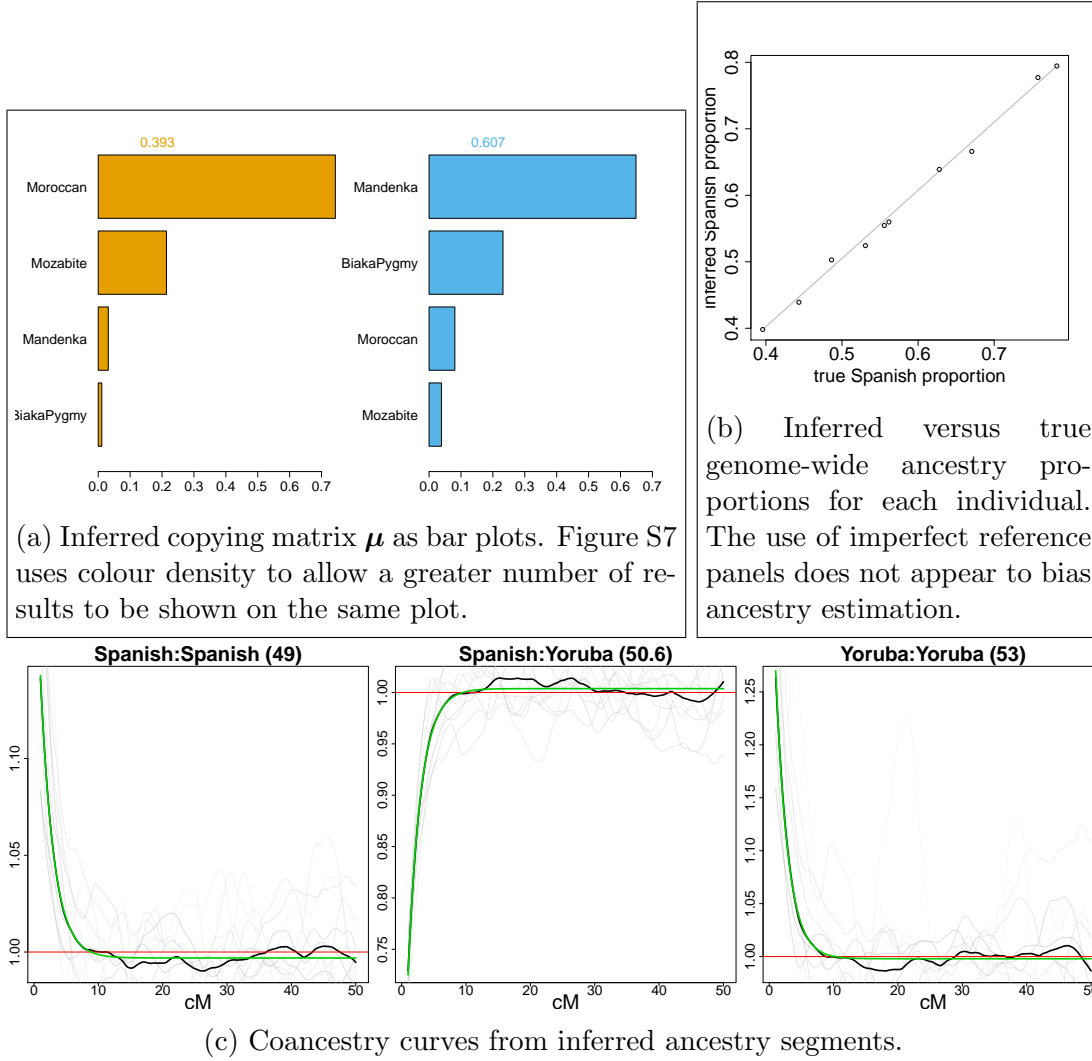 0.393
Moroccan
Mozabite
Mandenka
BiakaPygmy
0.0 0.1 0.2 0.3 0.4 0.5 0.6 0.7
0.607
Mandenka
BiakaPygmy
Moroccan
Mozabite
0.0 0.1 0.2 0.3 0.4 0.5 0.6 0.7
(a) Inferred copying matrix μ as bar plots. Figure S7
uses colour density to allow a greater number of re-
sults to be shown on the same plot.
inferred Spanish proportion
0.4 0.5 0.6 0.7 0.8
0.4 0.5 0.6 0.7
true Spanish proportion
(b) Inferred versus true
genome-wide ancestry pro-
portions for each individual.
The use of imperfect reference
panels does not appear to bias
ancestry estimation.
Spanish:Spanish (49)
1.00 1.05 1.10
0 10 20 30 40 50
cM
Spanish:Yoruba (50.6)
0.75 0.80 0.85 0.90 0.95 1.00
0 10 20 30 40 50
cM
Yoruba:Yoruba (53)
1.00 1.05 1.10 1.15 1.20 1.25
0 10 20 30 40 50
cM
(c) Coancestry curves from inferred ancestry segments.